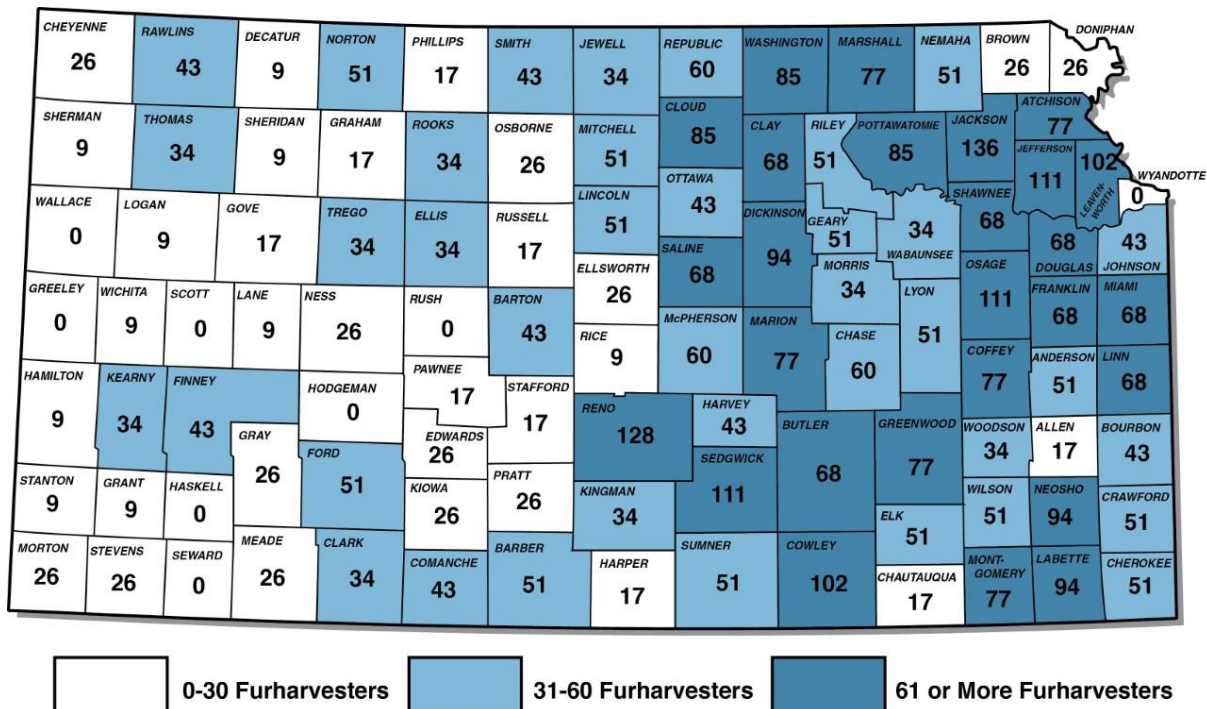 CHEYENNE
26
RAWLINS
43
DECATUR
9
NORTON
51
PHILLIPS
17
SMITH
43
JEWELL
34
REPUBLIC
60
WASHINGTON
85
MARSHALL
77
NEMAHA
51
BROWN
26
DONIPHAN
26
SHERMAN
9
THOMAS
34
SHERIDAN
9
GRAHAM
17
ROOKS
34
OSBORNE
26
MITCHELL
51
CLOUD
85
CLAY
68
RILEY
51
POTTAWATOMIE
85
JACKSON
136
ATCHISON
77
JEFFERSON
111
102
LEAVEN-
WORTH
WYANDOTTE
0
WALLACE
0
LOGAN
9
GOVE
17
TREGO
34
ELLIS
34
RUSSELL
17
LINCOLN
51
OTTAWA
43
SALINE
68
DICKINSON
94
GEARY
51
34
WABAUNSEE
SHAWNEE
68
68
DOUGLAS
43
JOHNSON
GREELEY
0
WICHITA
9
SCOTT
0
LANE
9
NESS
26
RUSH
0
BARTON
43
ELLSWORTH
26
RICE
9
McPHERSON
60
MARION
77
MORRIS
34
CHASE
60
LYON
51
OSAGE
111
FRANKLIN
68
MIAMI
68
HAMILTON
9
KEARNY
34
FINNEY
43
HODGEMAN
0
PAWNEE
17
STAFFORD
17
RENO
128
HARVEY
43
BUTLER
68
GREENWOOD
77
COFFEY
77
ANDERSON
51
LINN
68
GRAY
26
FORD
51
EDWARDS
26
KIOWA
26
PRATT
26
KINGMAN
34
SEDGWICK
111
WOODSON
34
ALLEN
17
BOURBON
43
STANTON
9
GRANT
9
HASKELL
0
ELK
51
WILSON
51
NEOSHO
94
CRAWFORD
51
MORTON
26
STEVENS
26
SEWARD
0
MEADE
26
CLARK
34
COMANCHE
43
BARBER
51
HARPER
17
SUMNER
51
COWLEY
102
CHAUTAUQUA
17
MONT-
GOMERY
77
LABETTE
94
CHEROKEE
51
0-30 Furharvesters
31-60 Furharvesters
61 or More Furharvesters